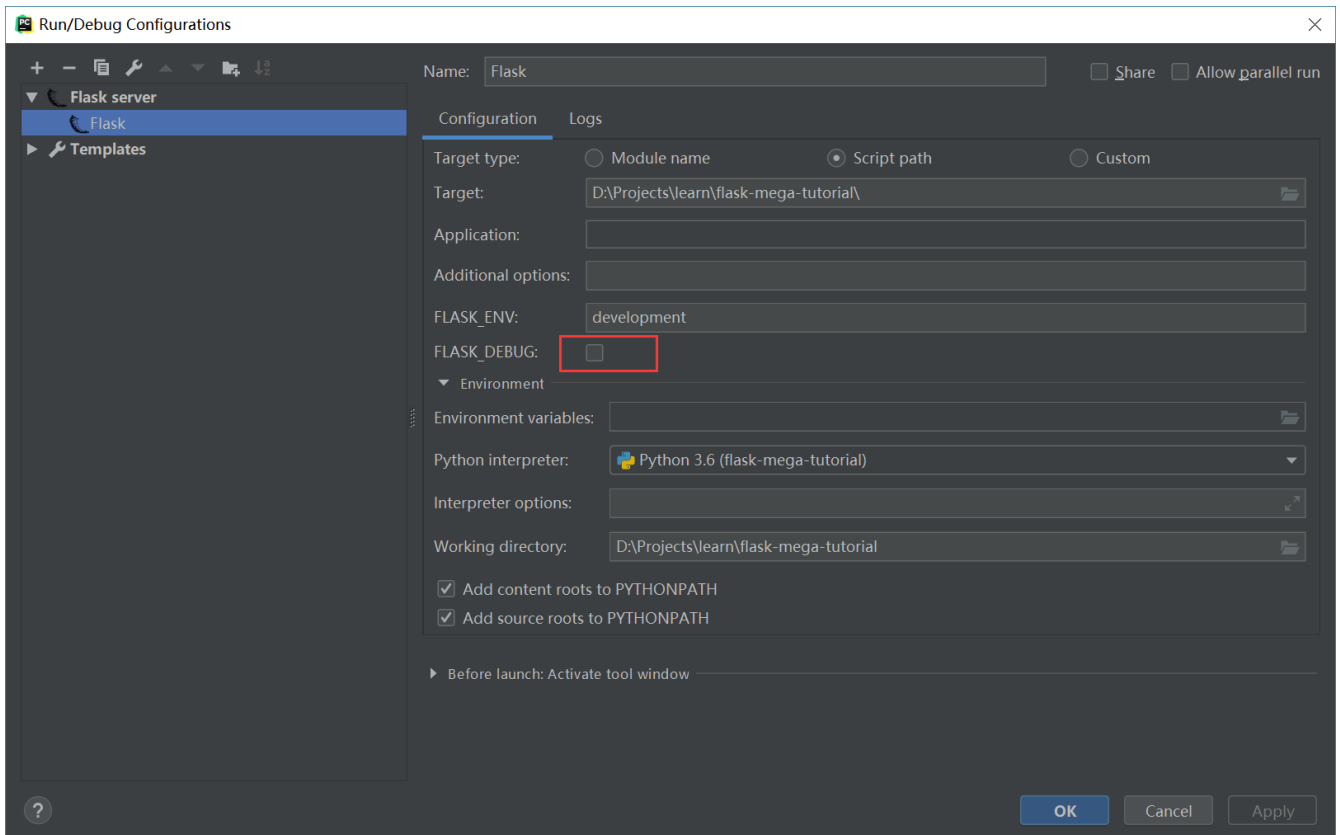 Run/Debug Configurations
Name: Flask Share Allow parallel run
Flask server
Flask
Templates
Configuration Logs
Target type: Module name Script path Custom
Target: D:\Projects\learn\flask-mega-tutorial\
Application:
Additional options:
FLASK_ENV: development
FLASK_DEBUG:
Environment
Environment variables:
Python interpreter: Python 3.6 (flask-mega-tutorial)
Interpreter options:
Working directory: D:\Projects\learn\flask-mega-tutorial
Add content roots to PYTHONPATH
Add source roots to PYTHONPATH
Before launch: Activate tool window
? OK Cancel Apply